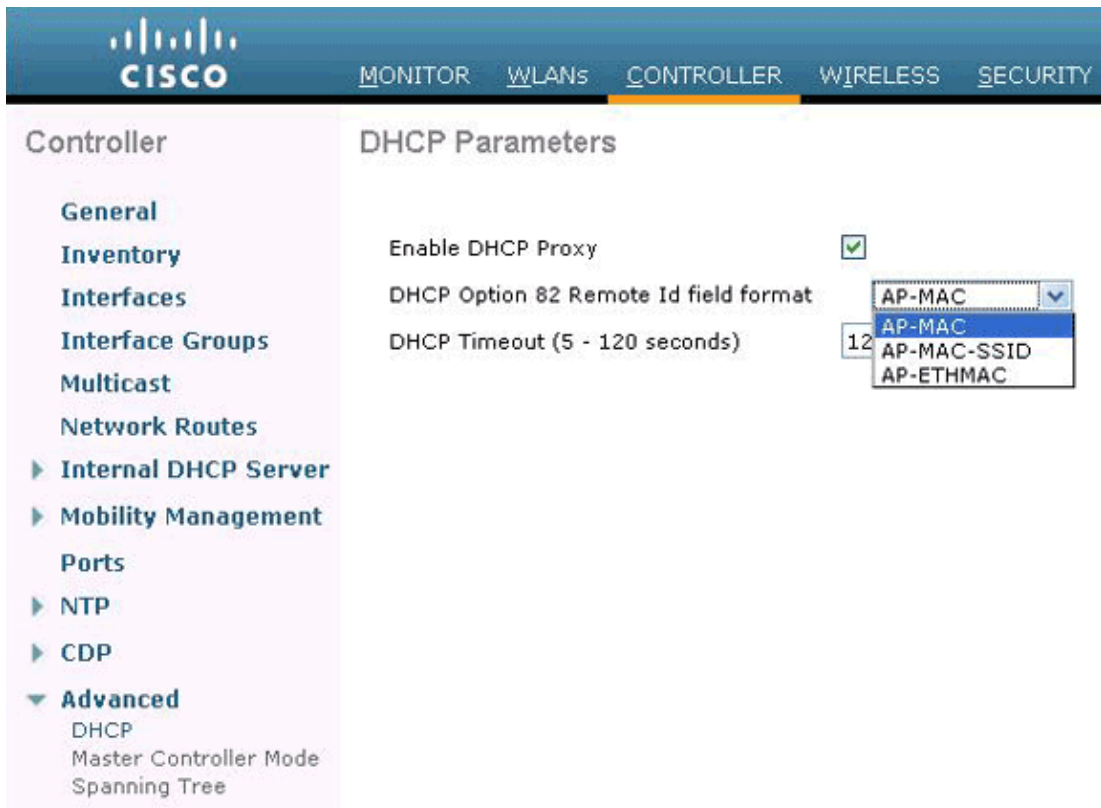 CISCO
MONITOR WLANs CONTROLLER WIRELESS SECURITY
Controller
General
Inventory
Interfaces
Interface Groups
Multicast
Network Routes
Internal DHCP Server
Mobility Management
Ports
NTP
CDP
Advanced
DHCP
Master Controller Mode
Spanning Tree
DHCP Parameters
Enable DHCP Proxy
DHCP Option 82 Remote Id field format AP-MAC
AP-MAC
AP-MAC-SSID
AP-ETHMAC
DHCP Timeout (5 - 120 seconds)